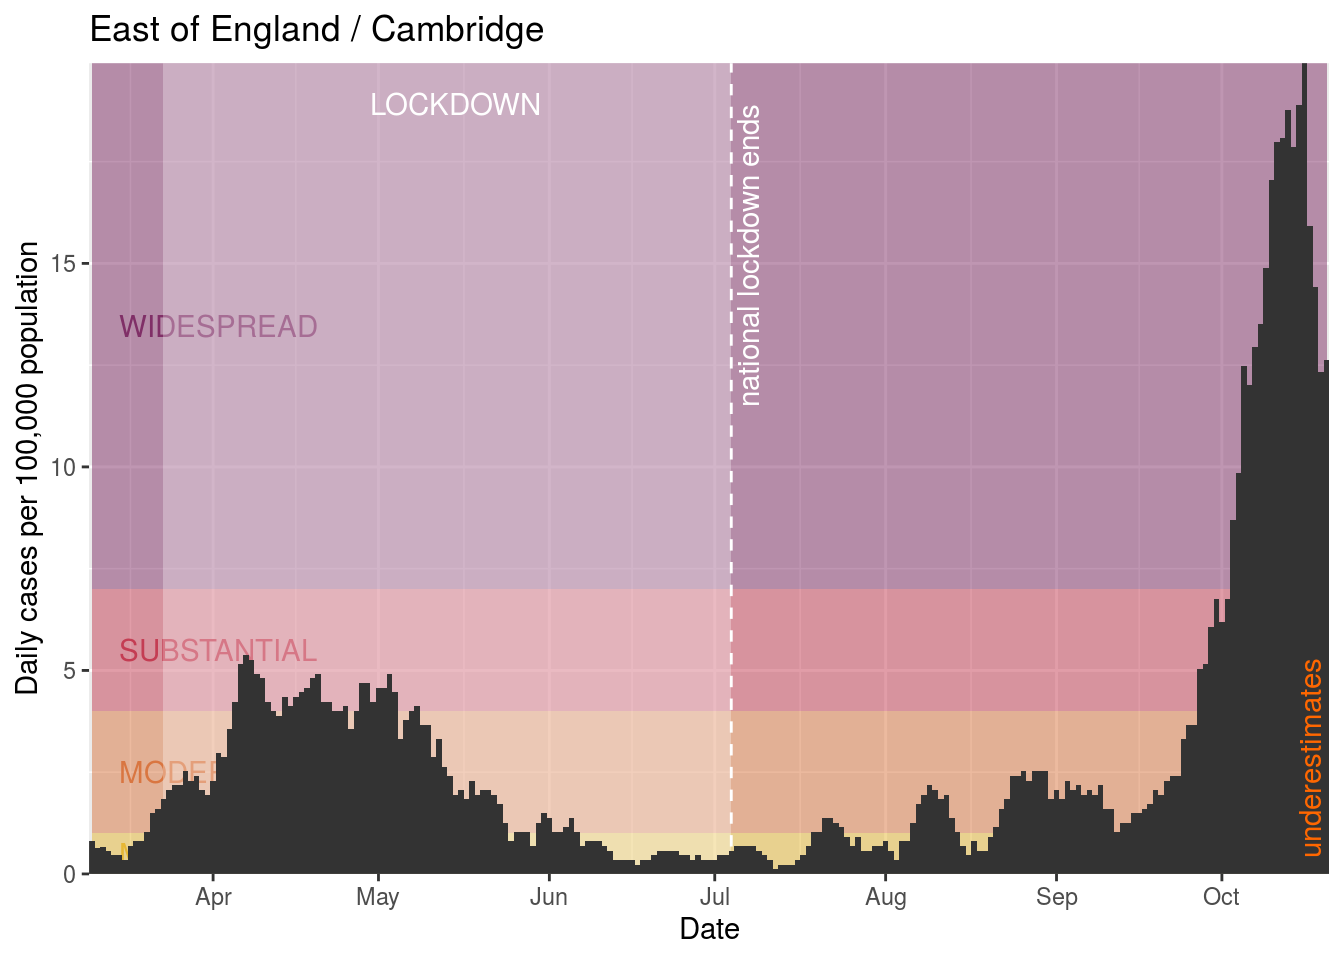 East of England / Cambridge
LOCKDOWN
national lockdown ends
WIDESPREAD
SUBSTANTIAL
underestimates
Daily cases per 100,000 population
15
10
5
0
Apr May Jun Jul Aug Sep Oct
Date